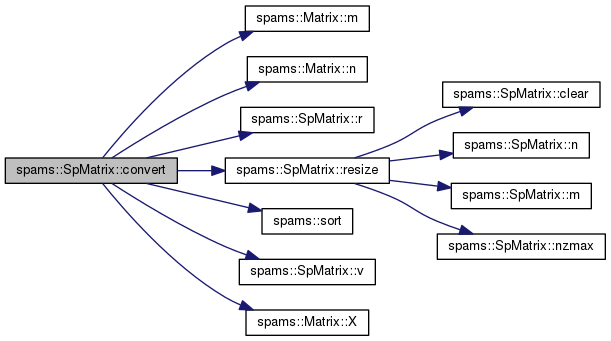 spams::Matrix::m
spams::Matrix::n
spams::SpMatrix::clear
spams::SpMatrix::r
spams::SpMatrix::n
spams::SpMatrix::convert
spams::SpMatrix::resize
spams::SpMatrix::m
spams::sort
spams::SpMatrix::nzmax
spams::SpMatrix::v
spams::Matrix::X